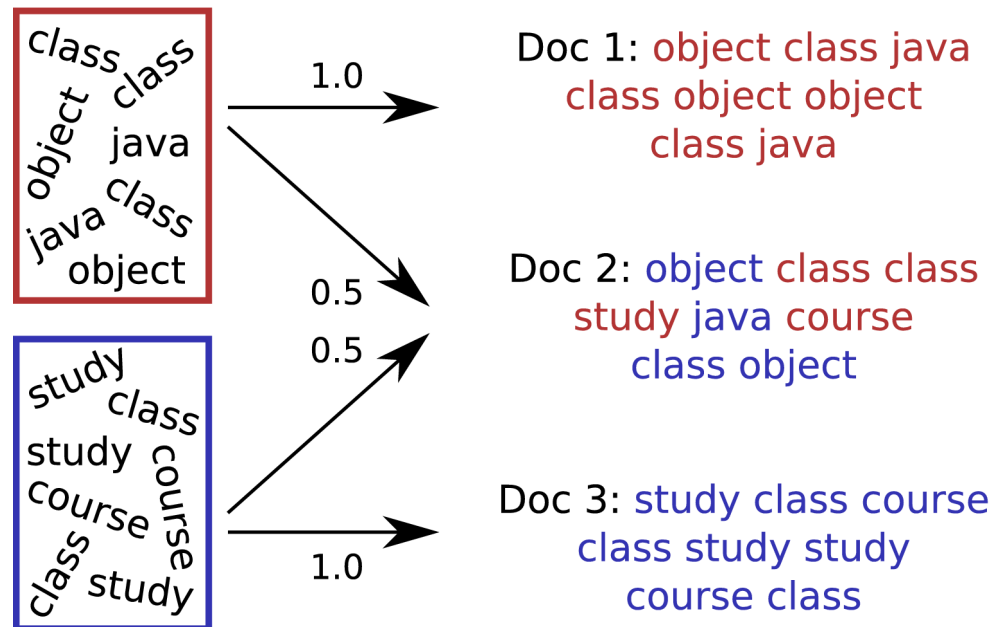 class
class
object
java
class
java
object
study
class
study
course
course
class
study
1.0
0.5
0.5
1.0
Doc 1: object class java
class object object
class java
Doc 2: object class class
study java course
class object
Doc 3: study class course
class study study
course class